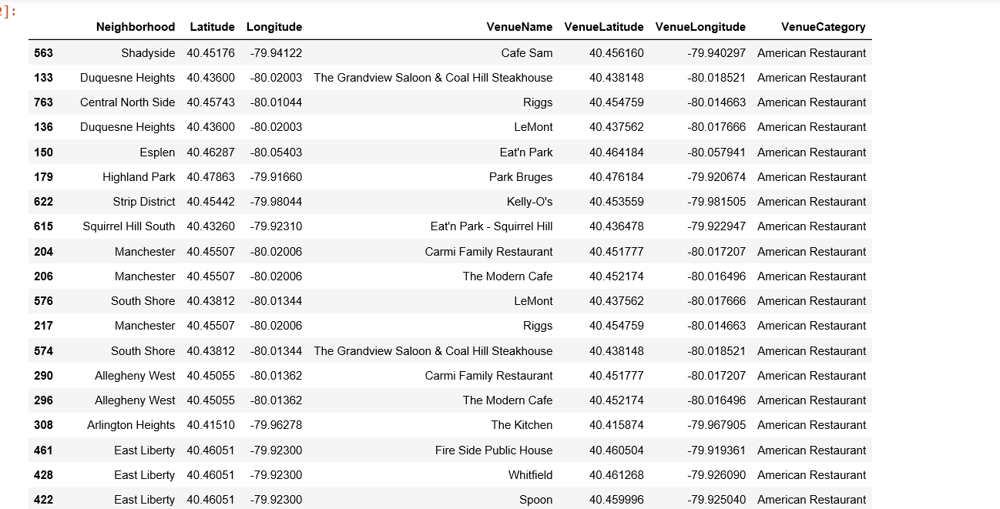 2]:
Neighborhood Latitude Longitude VenueName VenueLatitude VenueLongitude VenueCategory
563 Shadyside 40.45176 -79.94122 Cafe Sam 40.456160 -79.940297 American Restaurant
133 Duquesne Heights 40.43600 -80.02003 The Grandview Saloon & Coal Hill Steakhouse 40.438148 -80.018521 American Restaurant
763 Central North Side 40.45743 -80.01044 Riggs 40.454759 -80.014663 American Restaurant
136 Duquesne Heights 40.43600 -80.02003 LeMont 40.437562 -80.017666 American Restaurant
150 Esplen 40.46287 -80.05403 Eat'n Park 40.464184 -80.057941 American Restaurant
179 Highland Park 40.47863 -79.91660 Park Bruges 40.476184 -79.920674 American Restaurant
622 Strip District 40.45442 -79.98044 Kelly-O's 40.453559 -79.981505 American Restaurant
615 Squirrel Hill South 40.43260 -79.92310 Eat'n Park - Squirrel Hill 40.436478 -79.922947 American Restaurant
204 Manchester 40.45507 -80.02006 Carmi Family Restaurant 40.451777 -80.017207 American Restaurant
206 Manchester 40.45507 -80.02006 The Modern Cafe 40.452174 -80.016496 American Restaurant
576 South Shore 40.43812 -80.01344 LeMont 40.437562 -80.017666 American Restaurant
217 Manchester 40.45507 -80.02006 Riggs 40.454759 -80.014663 American Restaurant
574 South Shore 40.43812 -80.01344 The Grandview Saloon & Coal Hill Steakhouse 40.438148 -80.018521 American Restaurant
290 Allegheny West 40.45055 -80.01362 Carmi Family Restaurant 40.451777 -80.017207 American Restaurant
296 Allegheny West 40.45055 -80.01362 The Modern Cafe 40.452174 -80.016496 American Restaurant
308 Arlington Heights 40.41510 -79.96278 The Kitchen 40.415874 -79.967905 American Restaurant
461 East Liberty 40.46051 -79.92300 Fire Side Public House 40.460504 -79.919361 American Restaurant
428 East Liberty 40.46051 -79.92300 Whitfield 40.461268 -79.926090 American Restaurant
422 East Liberty 40.46051 -79.92300 Spoon 40.459996 -79.925040 American Restaurant